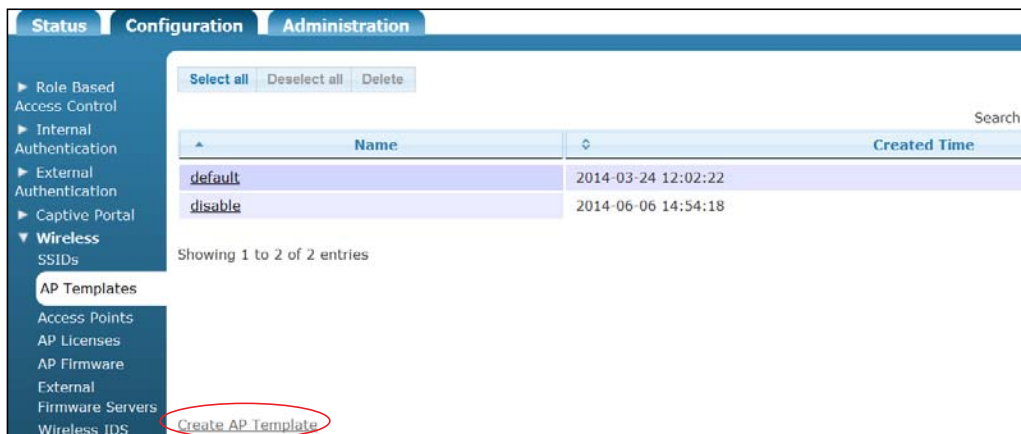 Status Configuration Administration
Role Based
Access Control
Internal
Authentication
External
Authentication
Captive Portal
Wireless
SSIDs
AP Templates
Access Points
AP Licenses
AP Firmware
External
Firmware Servers
Wireless IDS
Select all Deselect all Delete
Search
Name Created Time
default 2014-03-24 12:02:22
disable 2014-06-06 14:54:18
Showing 1 to 2 of 2 entries
Create AP Template